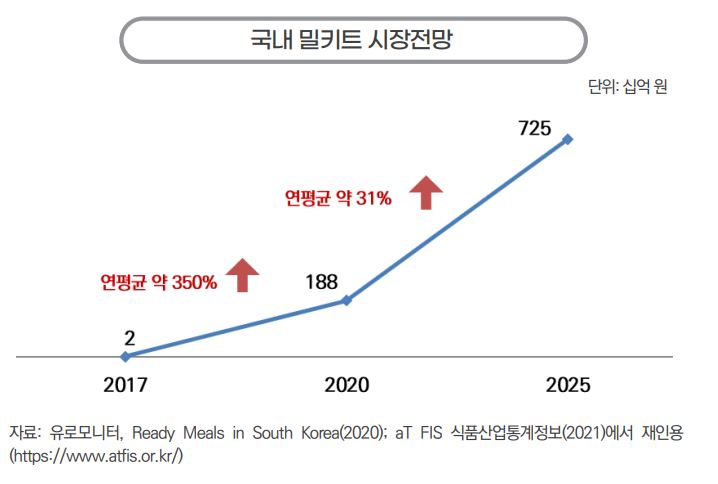 국내 밀키트 시장전망
단위: 십억 원
725
연평균 약 31%
연평균 약 350%
188
2
2017 2020 2025
자료: 유로모니터, Ready Meals in South Korea(2020); aT FIS 식품산업통계정보(2021)에서 재인용
(https://www.atfis.or.kr/)